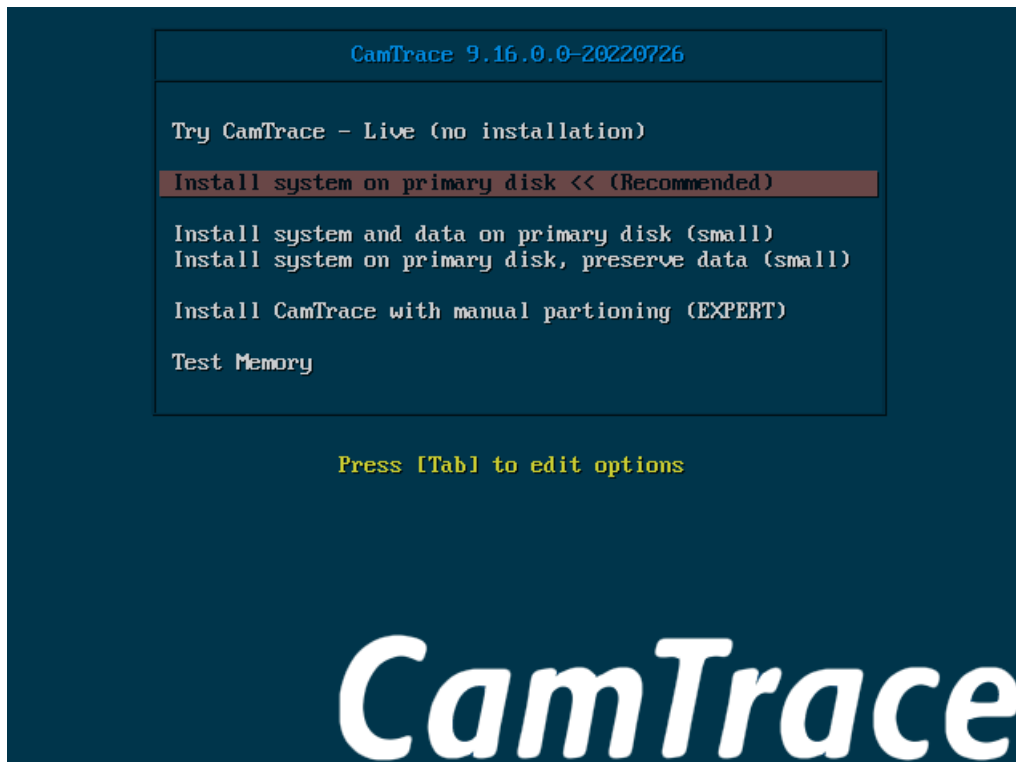 CamTrace 9.16.0.0-20220726
Try CamTrace - Live (no installation)
Install system on primary disk << (Recommended)
Install system and data on primary disk (small)
Install system on primary disk, preserve data (small)
Install CamTrace with manual partioning (EXPERT)
Test Memory
Press [Tab] to edit options
CamTrace